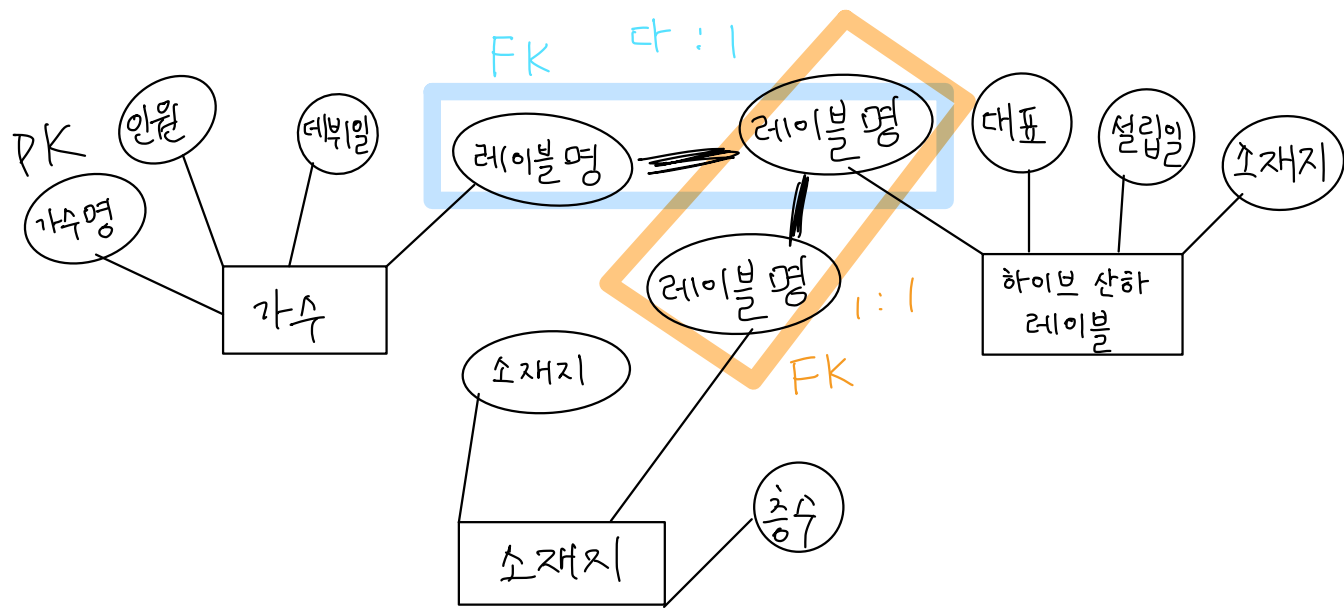 FK 다 : 1
PK
인원
데뷔일
레이블명
레이블명
대표
설립일
소재지
가수명
레이블명
1 : 1
FK
가수
하이브 산하
레이블
소재지
층수
소재지